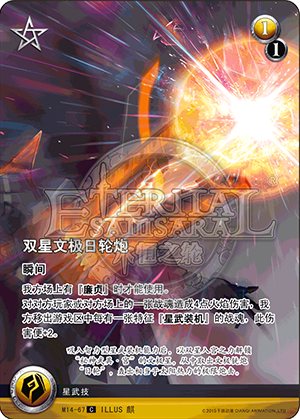 1
1
ETERNAL
SAMSARA
永恒之轮
双星文极日轮炮
瞬间
我方场上有「廉贞」时才能使用。
对对方玩家或对方场上的一张战魂造成4点火焰伤害，我
方移出游戏区中每有一张特征「星武装机」的战魂，此伤
害便+2。
星武技
W14-67 C ILLUS 麒